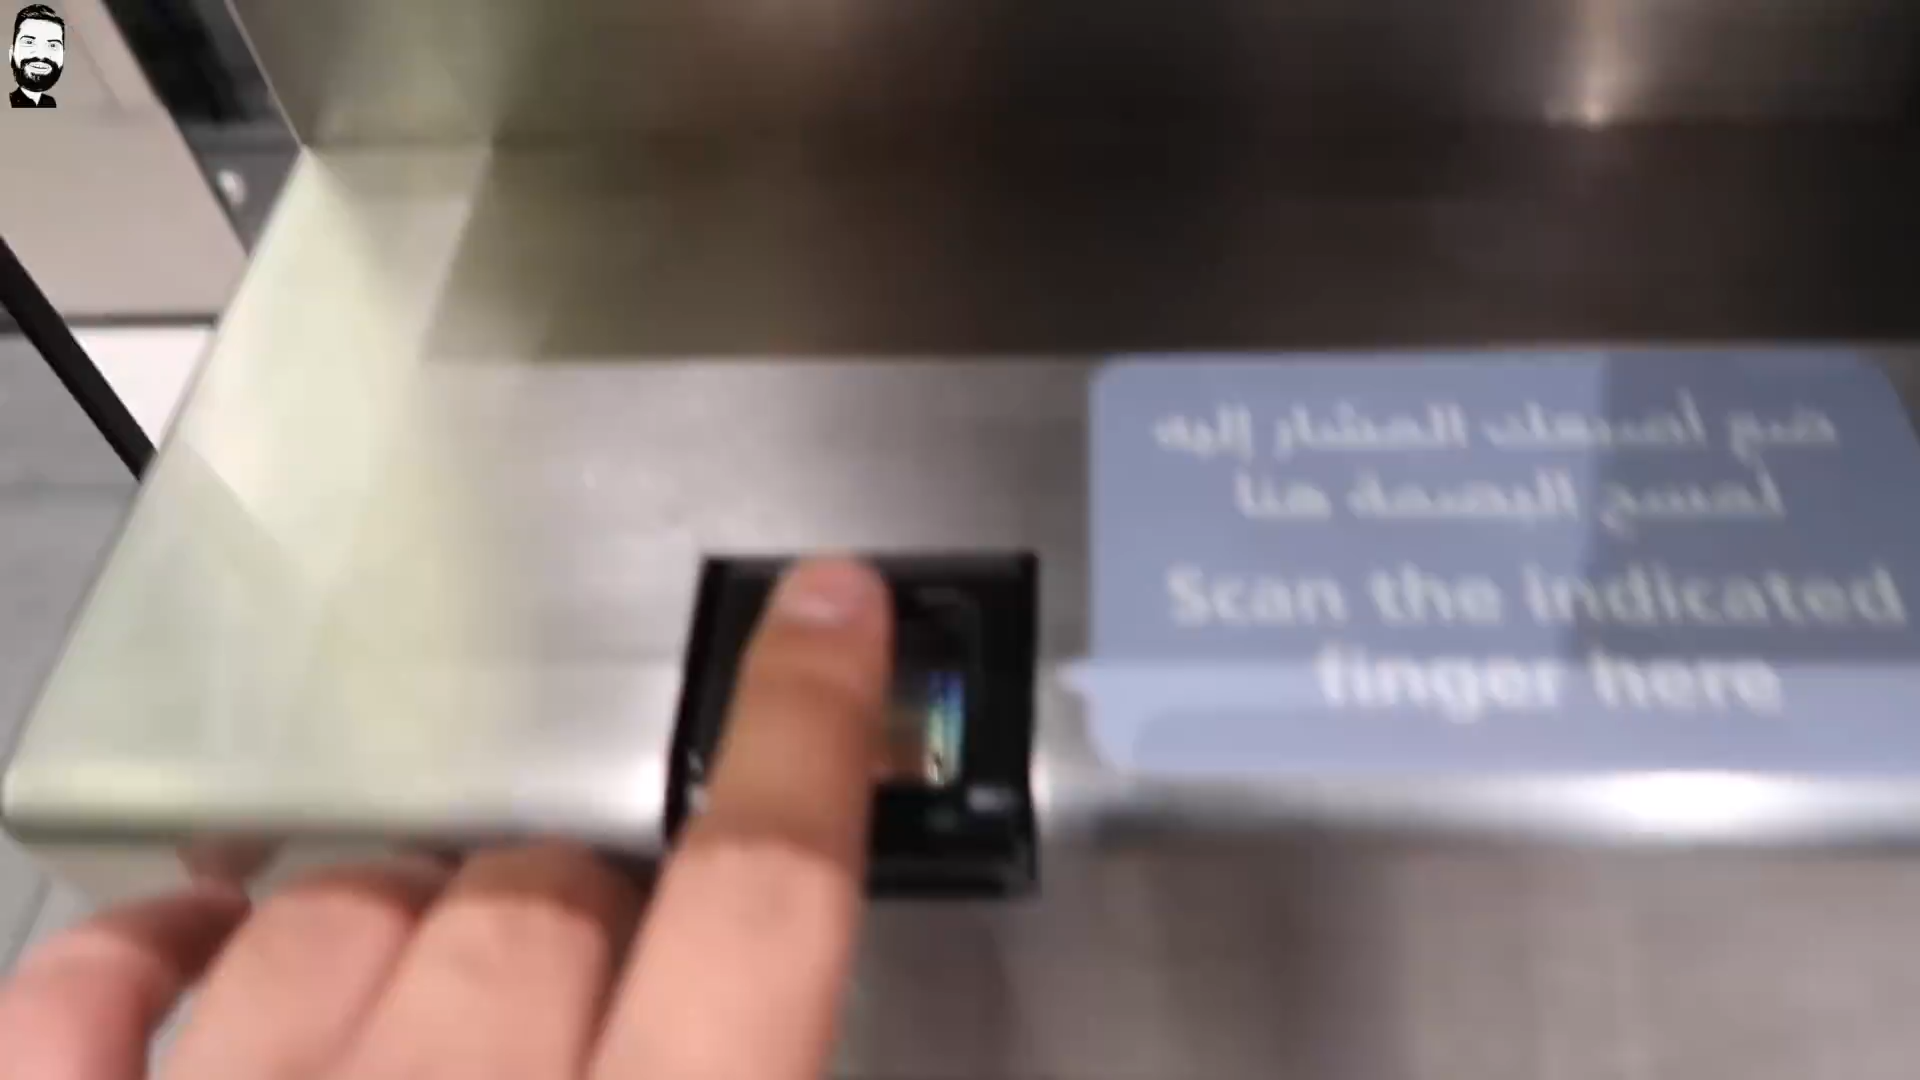 ضع أصبعك المشار إليه
لمسح البصمة هنا
Scan the indicated
finger here